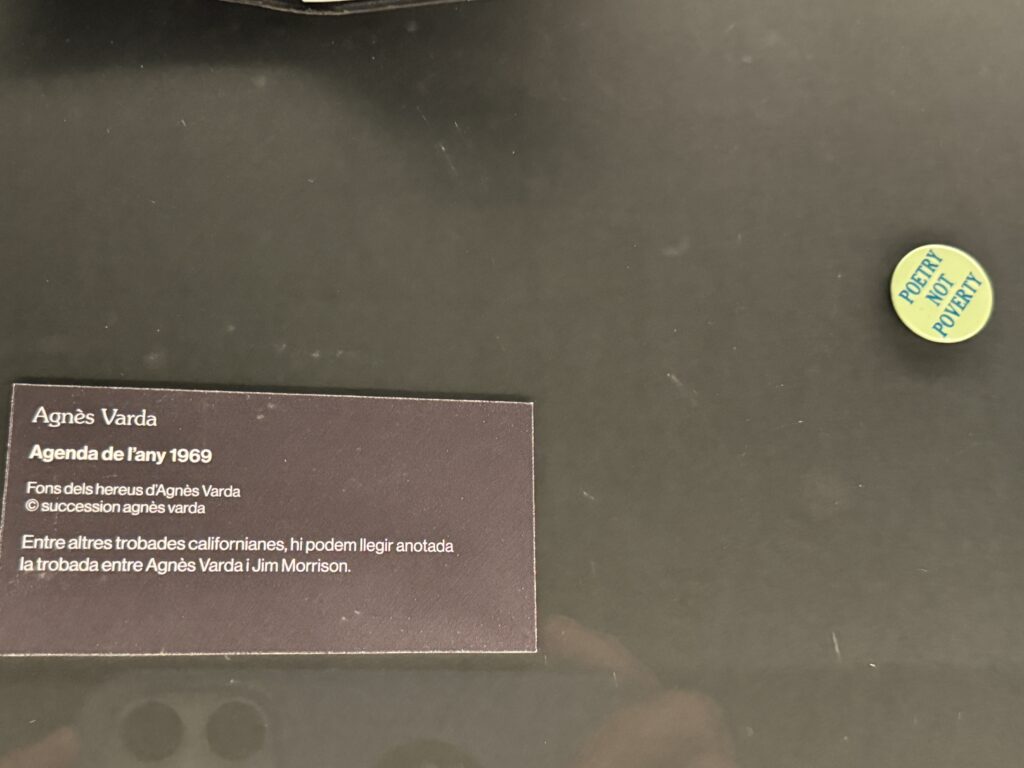 Agnès Varda
Agenda de l'any 1969
Fons dels hereus d'Agnès Varda
© succession agnès varda
Entre altres trobades californianes, hi podem llegir anotada
la trobada entre Agnès Varda i Jim Morrison.
POETRY
NOT
POVERTY